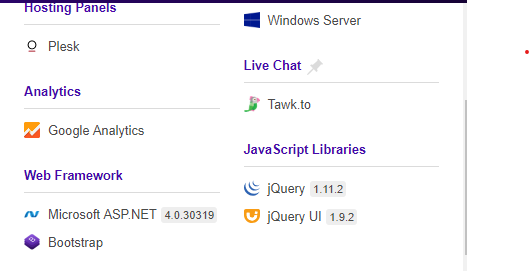 Hosting Panels
Plesk
Analytics
Google Analytics
Web Framework
Microsoft ASP.NET 4.0.30319
Bootstrap
Windows Server
Live Chat
Tawk.to
JavaScript Libraries
jQuery 1.11.2
jQuery UI 1.9.2